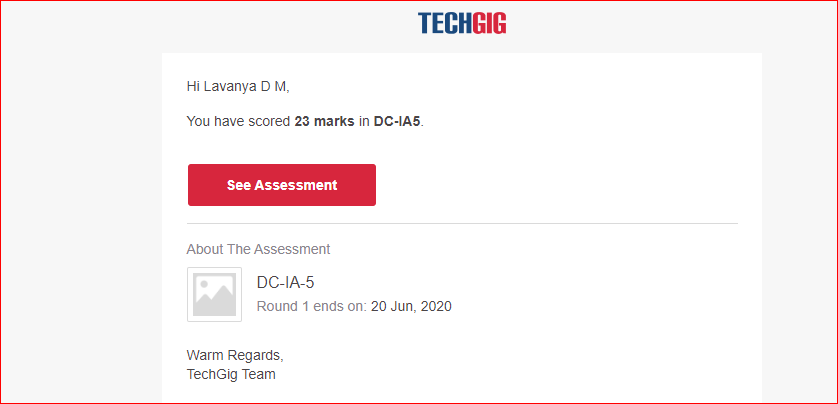 TECHGIG
Hi Lavanya D M,
You have scored 23 marks in DC-IA5.
See Assessment
About The Assessment
DC-IA-5
Round 1 ends on: 20 Jun, 2020
Warm Regards,
TechGig Team